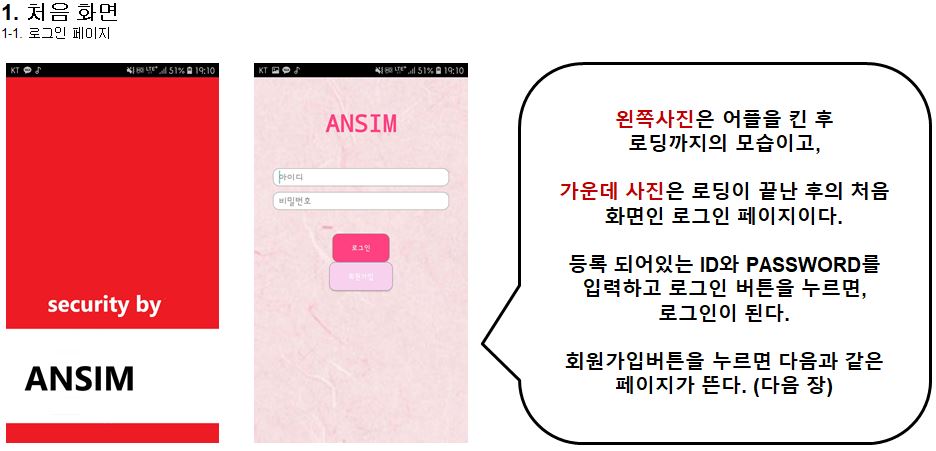 1. 처음 화면
1-1. 로그인 페이지
KT
51% 19:10
security by
ANSIM
KT
LTE 51% 19:10
ANSIM
아이디
비밀번호
로그인
회원가입
왼쪽사진은 어플을 킨 후
로딩까지의 모습이고,
가운데 사진은 로딩이 끝난 후의 처음
화면인 로그인 페이지이다.
등록 되어있는 ID와 PASSWORD를
입력하고 로그인 버튼을 누르면,
로그인이 된다.
회원가입버튼을 누르면 다음과 같은
페이지가 뜬다. (다음 장)